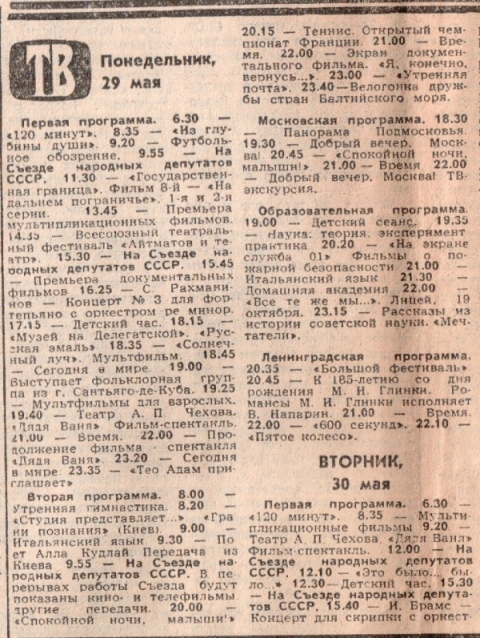 ТВ
Понедельник,
29 мая
Первая программа. 6.30 —
«120 минут». 8.35 — «На глу-
бины души». 9.20 — Футболь-
ное обозрение. 9.55 — На
Съезде народных депутатов
СССР. 11.30 — «Государствен-
ная граница». Фильм 8-й — «На
дальнем пограничье». 1-я и 2-я
серии. 13.45 — Премьера
мультипликационных фильмов.
14.35 — Всесоюзный театраль-
ный фестиваль «Айтматов и те-
атр». 15.30 — На Съезде на-
родных депутатов СССР. 15.45
— Премьера документальных
фильмов 16.25 — С. Рахмани-
нов — Концерт № 3 для фор-
тепьяно с оркестром ре минор.
17.15 — Детский час. 18.15 —
«Музей на Делегатской». «Рус-
ская эмаль» 18.35 — «Солнеч-
ный луч». Мультфильм. 18.45
— Сегодня в мире. 19.00 —
Выступает фольклорная груп-
па из г. Сантьяго-де-Куба. 19.25
— Мультфильмы для взрослых.
19.40 — Театр А. П. Чехова.
«Дядя Ваня» Фильм-спектакль.
21.00 — Время. 22.00 — Про-
должение фильма — спектакля
«Дядя Ваня». 23.20 — Сегодня
в мире 23.35 — «Тео Адам при-
глашает»
Вторая программа. 8.00 —
Утренняя гимнастика. 8.20 —
«Студия представляет...» «Гра
ни познания» (Киев) 9.00 —
Итальянский язык 9.30 — По
ет Алла Кудлай Передача из
Киева 9.55 — На Съезде на-
родных депутатов СССР. В пе-
рерывах работы Съезда будут
показаны кино- и телефильмы
другие передачи. 20.00 —
«Спокойной ночи, малыши!»
20.15 — Теннис. Открытый чем-
пионат Франции. 21.00 — Вре-
мя. 22.00 — Экран докумен-
тального фильма. «Я, конечно,
вернусь...». 23.00 — «Утренняя
почта». 23.40 — Велогонка друж-
бы стран Балтийского моря.
Московская программа. 18.30
— Панорама Подмосковья.
19.30 — Добрый вечер. Моск-
ва! 20.45 — «Спокойной ночи,
малыши!» 21.00 — Время 22.00
— Добрый вечер. Москва! ТВ-
экскурсия.
Образовательная программа.
19.00 — Детский сеанс. 19.35
—Наука: теория. эксперимент
практика 20.20 — «На экране
служба 01» Фильмы о по-
жарной безопасности 21.00 —
Итальянский язык 21.30 —
Домашняя академия 22.00 —
«Все те же мы...». Лицей, 19
октября. 23.15 — Рассказы из
истории советской науки. «Меч-
татели».
Ленинградская программа.
20.35 — «Большой фестиваль»
20.45 — К 185-летию со дня
рождения М. И. Глинки. Ро-
мансы М. И. Глинки исполняет
В. Напарин. 21.00 — Время.
22.00 — «600 секунд». 22.10 —
«Пятое колесо».
ВТОРНИК,
30 мая
Первая программа. 6.30 —
«120 минут». 8.35 — Мульти-
пликационные фильмы 9.20 —
Театр А. П. Чехова. «Дядя Ваня»
Фильм-спектакль. 12.00 — На
Съезде народных депутатов
СССР. 12.10 — «Это было... бы-
ло..» 12.30—Детский час. 15.30
— На Съезде народных депута-
тов СССР, 15.40 — И. Брамс —
Концерт для скрипки с оркест-